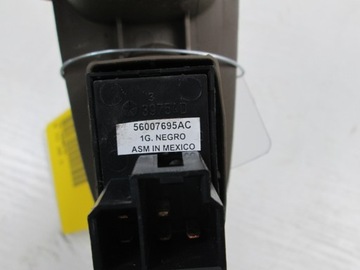 56007695AC
1G. NEGRO
ASM IN MEXICO